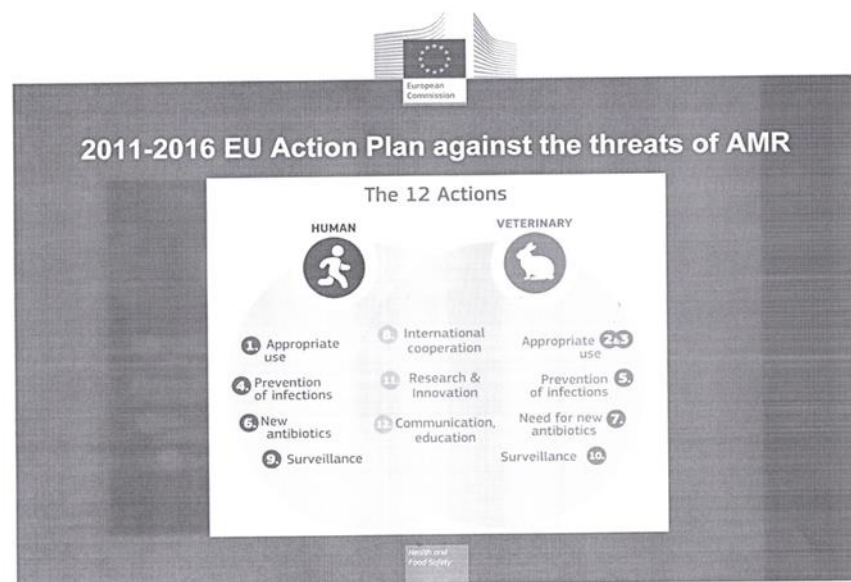 European
Commission
2011-2016 EU Action Plan against the threats of AMR
The 12 Actions
HUMAN
VETERINARY
1. Appropriate
use
4. Prevention
of infections
6. New
antibiotics
9. Surveillance
8. International
cooperation
11. Research &
Innovation
12. Communication,
education
Appropriate 2&3
use
Prevention 5.
of infections
Need for new 7.
antibiotics
Surveillance 10.
Health and
Food Safety